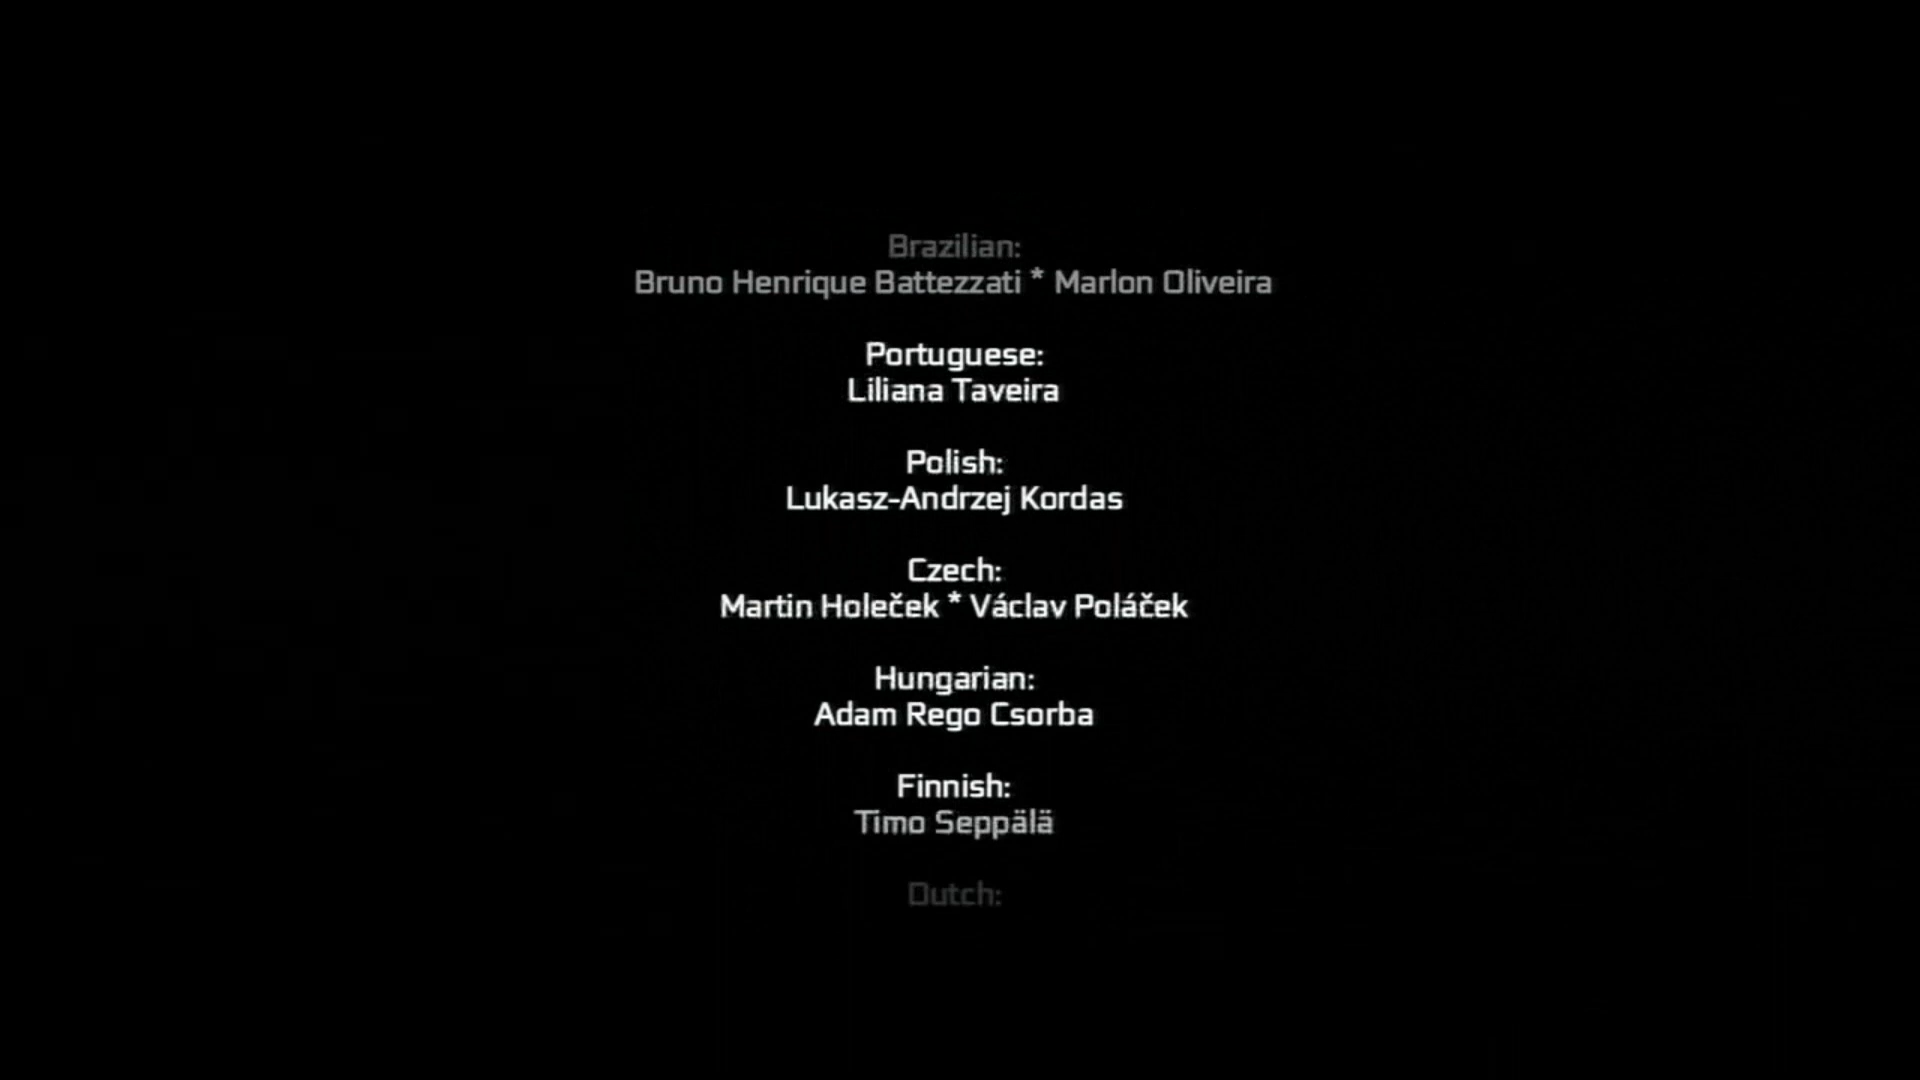 Brazilian:
Bruno Henrique Battezzati * Marlon Oliveira
Portuguese:
Liliana Taveira
Polish:
Lukasz-Andrzej Kordas
Czech:
Martin Holeček * Václav Poláček
Hungarian:
Adam Rego Csorba
Finnish:
Timo Seppälä
Dutch: